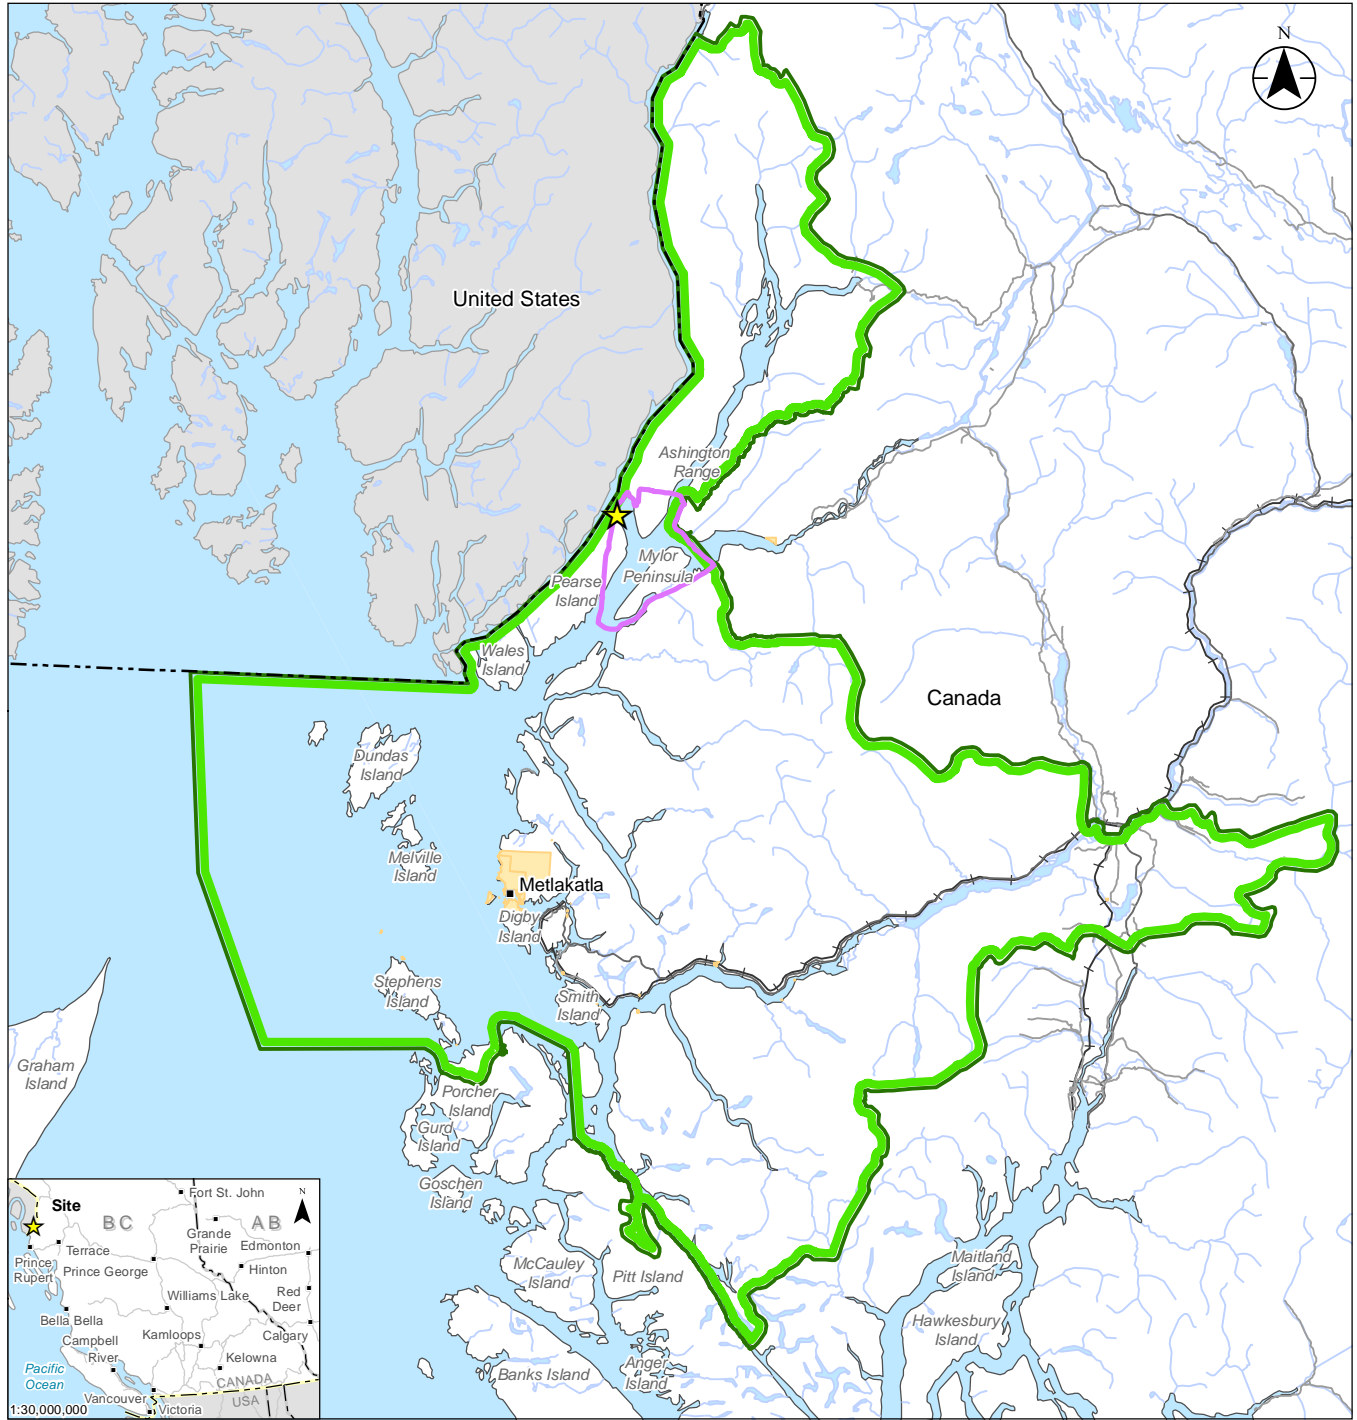 N
United States
Ashington
Range
Mylor
Peninsula
Pearse
Island
Wales
Island
Canada
Dundas
Island
Melville
Island
Metlakatla
Digby
Island
Stephens
Island
Smith
Island
Graham
Island
Porcher
Island
Gurd
Island
Goschen
Island
McCauley
Island
Pitt Island
Maitland
Island
Hawkesbury
Island
Anger
Island
Banks Island
Site
N
Fort St. John
BC
AB
Grande
Prairie
Edmonton
Terrace
Prince
Rupert
Prince George
Hinton
Williams Lake
Red
Deer
Bella Bella
Campbell
River
Kamloops
Calgary
Kelowna
Pacific
Ocean
CANADA
USA
Vancouver
Victoria
1:30,000,000